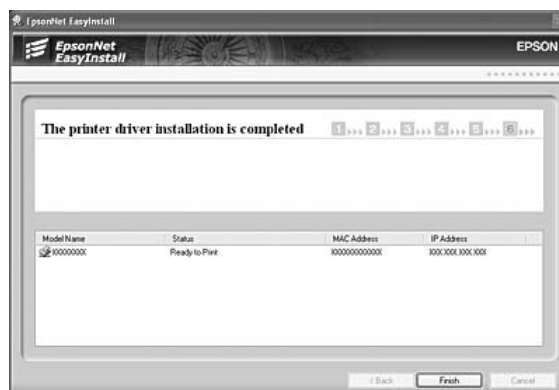 EpsonNet EasyInstall
EpsonNet
EasyInstall
EPSON
The printer driver installation is completed
1 2 3 4 5 6
Model Name Status MAC Address IP Address
XXXXXXXX Ready to Print XXXXXXXXXXXX XXX.XXX.XXX.XXX
< Back Finish Cancel